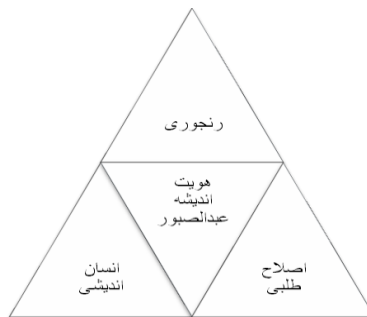 رنجوری
هویت
اندیشه
عبدالصبور
اصلاح
طلبی
انسان
اندیشی